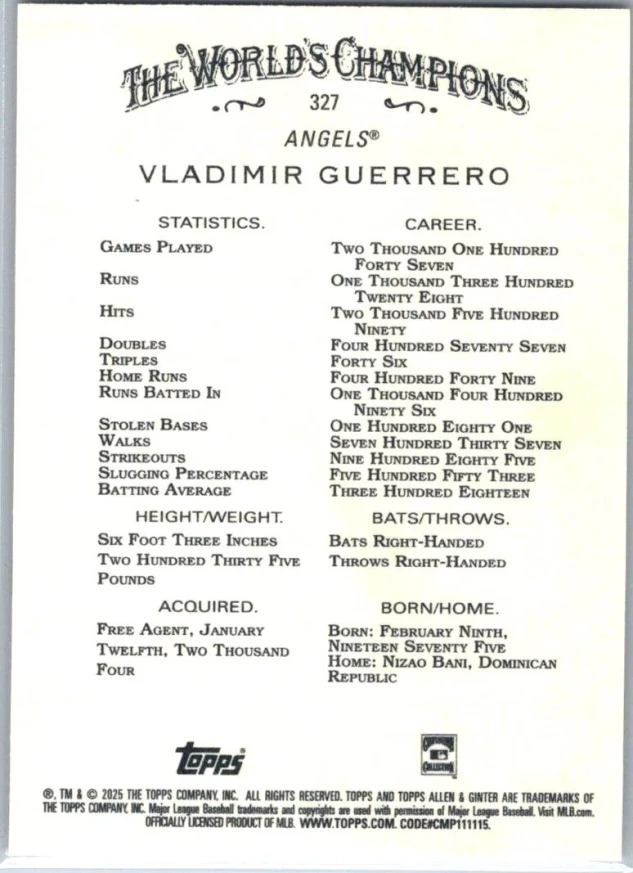 THE WORLD'S CHAMPIONS
327
ANGELS®
VLADIMIR GUERRERO
STATISTICS. CAREER.
GAMES PLAYED TWO THOUSAND ONE HUNDRED
FORTY SEVEN
RUNS ONE THOUSAND THREE HUNDRED
TWENTY EIGHT
HITS TWO THOUSAND FIVE HUNDRED
NINETY
DOUBLES FOUR HUNDRED SEVENTY SEVEN
TRIPLES FORTY SIX
HOME RUNS FOUR HUNDRED FORTY NINE
RUNS BATTED IN ONE THOUSAND FOUR HUNDRED
NINETY SIX
STOLEN BASES ONE HUNDRED EIGHTY ONE
WALKS SEVEN HUNDRED THIRTY SEVEN
STRIKEOUTS NINE HUNDRED EIGHTY FIVE
SLUGGING PERCENTAGE FIVE HUNDRED FIFTY THREE
BATTING AVERAGE THREE HUNDRED EIGHTEEN
HEIGHT/WEIGHT. BATS/THROWS.
SIX FOOT THREE INCHES BATS RIGHT-HANDED
TWO HUNDRED THIRTY FIVE THROWS RIGHT-HANDED
POUNDS
ACQUIRED. BORN/HOME.
FREE AGENT, JANUARY BORN: FEBRUARY NINTH,
TWELFTH, TWO THOUSAND NINETEEN SEVENTY FIVE
FOUR HOME: NIZAO BANI, DOMINICAN
REPUBLIC
topps
COLLECTION
®, TM & © 2025 THE TOPPS COMPANY, INC. ALL RIGHTS RESERVED. TOPPS AND TOPPS ALLEN & GINTER ARE TRADEMARKS OF
THE TOPPS COMPANY, INC. Major League Baseball trademarks and copyrights are used with permission of Major League Baseball. Visit MLB.com.
OFFICIALLY LICENSED PRODUCT OF MLB. WWW.TOPPS.COM. CODE#CMP111115.